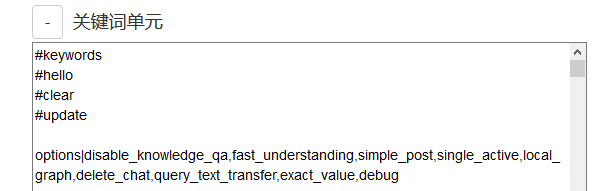 - 关键词单元
#keywords
#hello
#clear
#update
options|disable_knowledge_qa,fast_understanding,simple_post,single_active,local_
graph,delete_chat,query_text_transfer,exact_value,debug